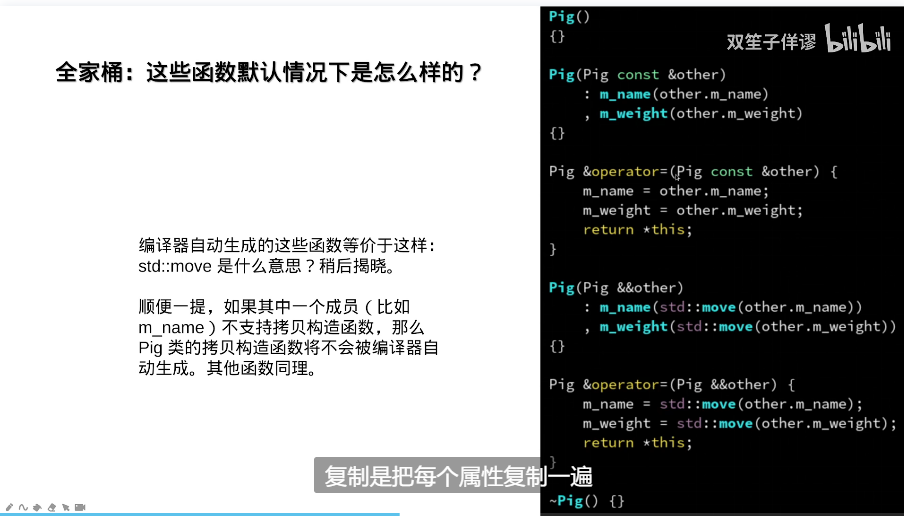 全家桶：这些函数默认情况下是怎么样的？
编译器自动生成的这些函数等价于这样：
std::move 是什么意思？稍后揭晓。
顺便一提，如果其中一个成员（比如
m_name）不支持拷贝构造函数，那么
Pig 类的拷贝构造函数将不会被编译器自
动生成。其他函数同理。
双笙子佯谬 bilibili
Pig()
{}
Pig(Pig const &other)
: m_name(other.m_name)
, m_weight(other.m_weight)
{}
Pig &operator=(Pig const &other) {
m_name = other.m_name;
m_weight = other.m_weight;
return *this;
}
Pig(Pig &&other)
: m_name(std::move(other.m_name))
, m_weight(std::move(other.m_weight))
{}
Pig &operator=(Pig &&other) {
m_name = std::move(other.m_name);
m_weight = std::move(other.m_weight);
return *this;
}
~Pig() {}
复制是把每个属性复制一遍